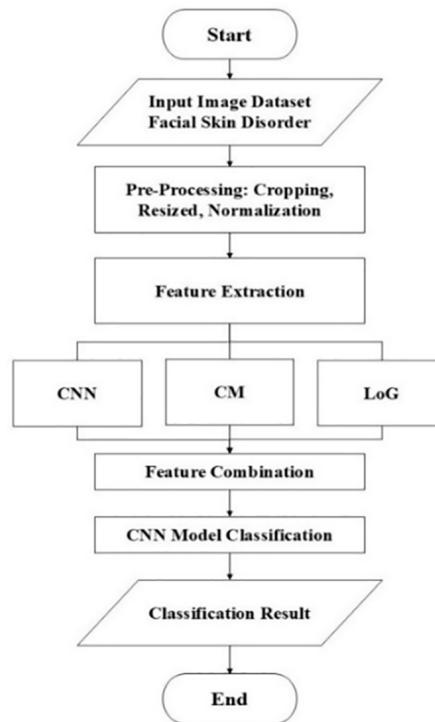 Start
Input Image Dataset
Facial Skin Disorder
Pre-Processing: Cropping,
Resized, Normalization
Feature Extraction
CNN
CM
LoG
Feature Combination
CNN Model Classification
Classification Result
End